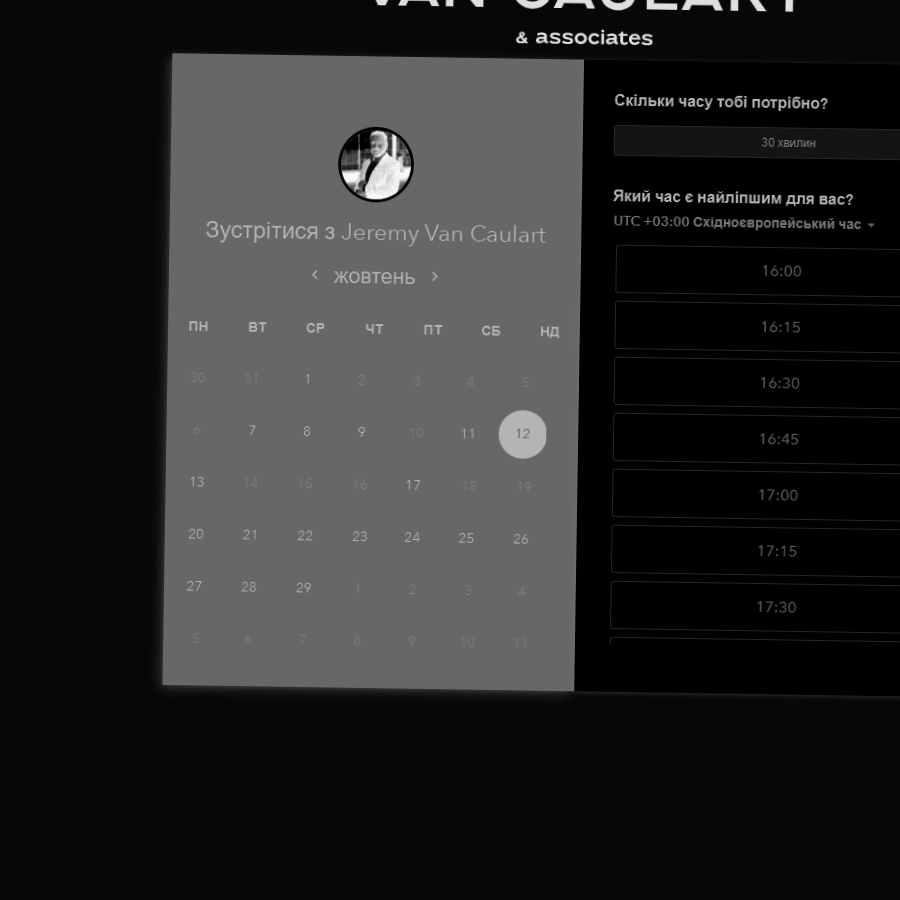 VAN CAULART
& associates
Зустрітися з Jeremy Van Caulart
жовтень
ПН ВТ СР ЧТ ПТ СБ НД
30 31 1 2 3 4 5
6 7 8 9 10 11 12
13 14 15 16 17 18 19
20 21 22 23 24 25 26
27 28 29 1 2 3 4
5 6 7 8 9 10 11
Скільки часу тобі потрібно?
30 хвилин
Який час є найліпшим для вас?
UTC +03:00 Східноєвропейський час
16:00
16:15
16:30
16:45
17:00
17:15
17:30